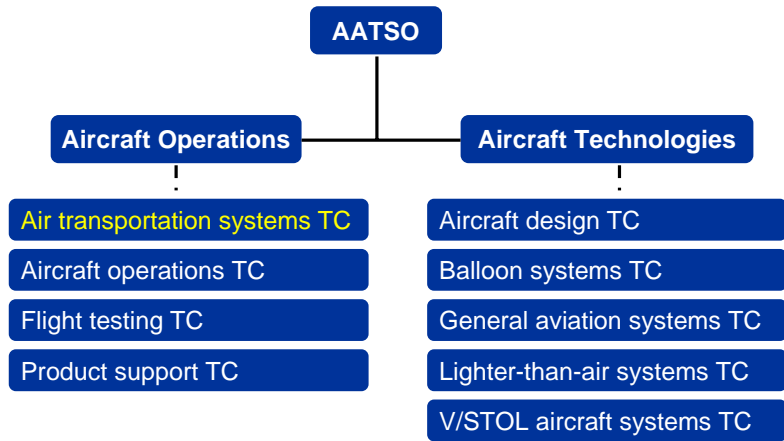 AATSO
Aircraft Operations
Aircraft Technologies
Air transportation systems TC
Aircraft operations TC
Flight testing TC
Product support TC
Aircraft design TC
Balloon systems TC
General aviation systems TC
Lighter-than-air systems TC
V/STOL aircraft systems TC